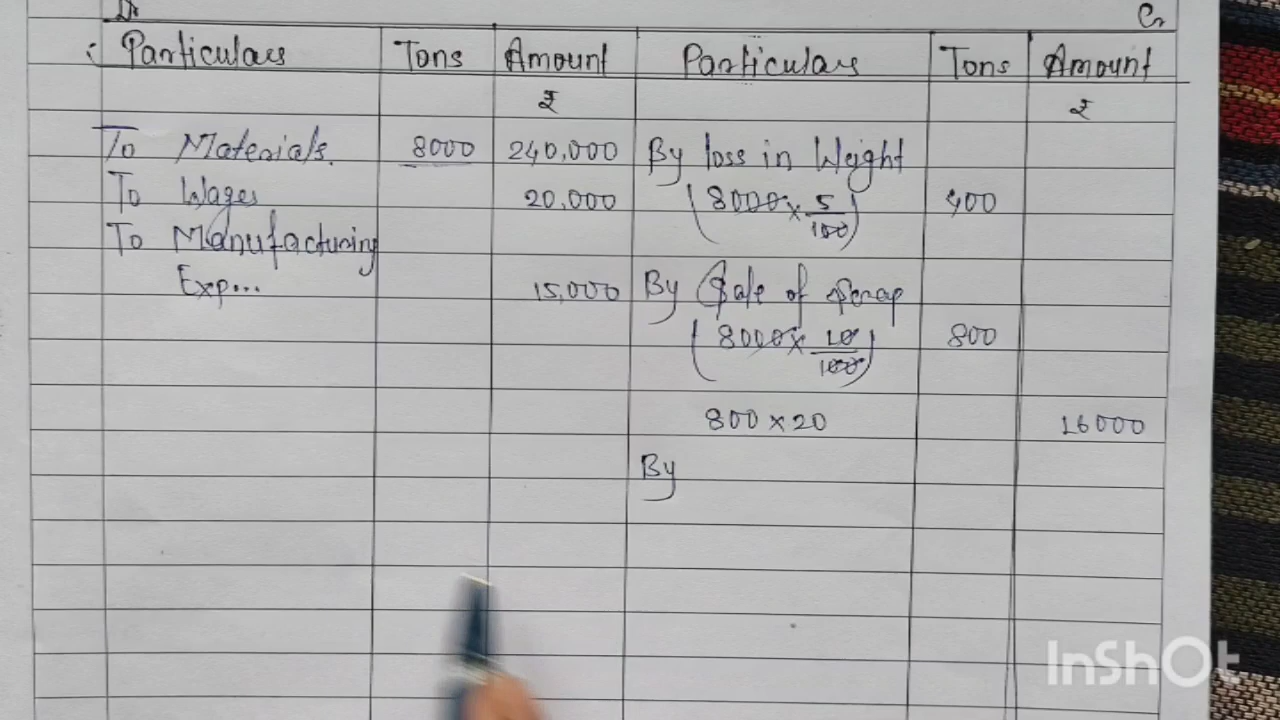 Dr Cr
: Particulars Tons Amount Particulars Tons Amount
₹ ₹
To Materials. 8000 240,000 By loss in Weight
To Wages 20,000 (8000 × 5/100) 400
To Manufacturing
Exp... 15,000 By Sale of Scrap
(8000 × 10/100) 800
800 × 20 16000
By
InShOt